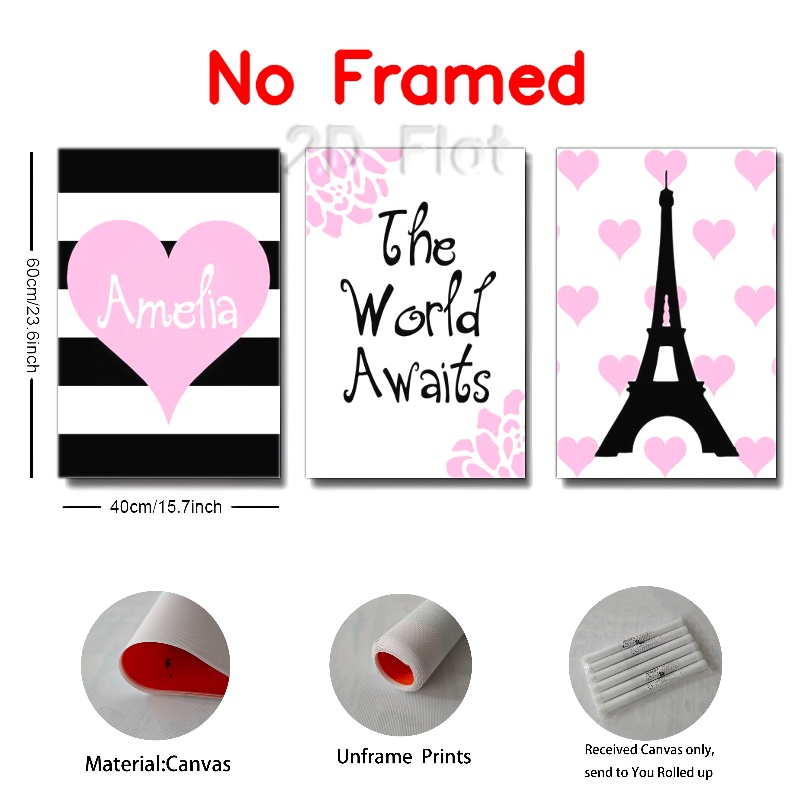 No Framed
2D Flat
Amelia
The
World
Awaits
60cm/23.6inch
40cm/15.7inch
Material:Canvas
Unframe Prints
Received Canvas only,
send to You Rolled up